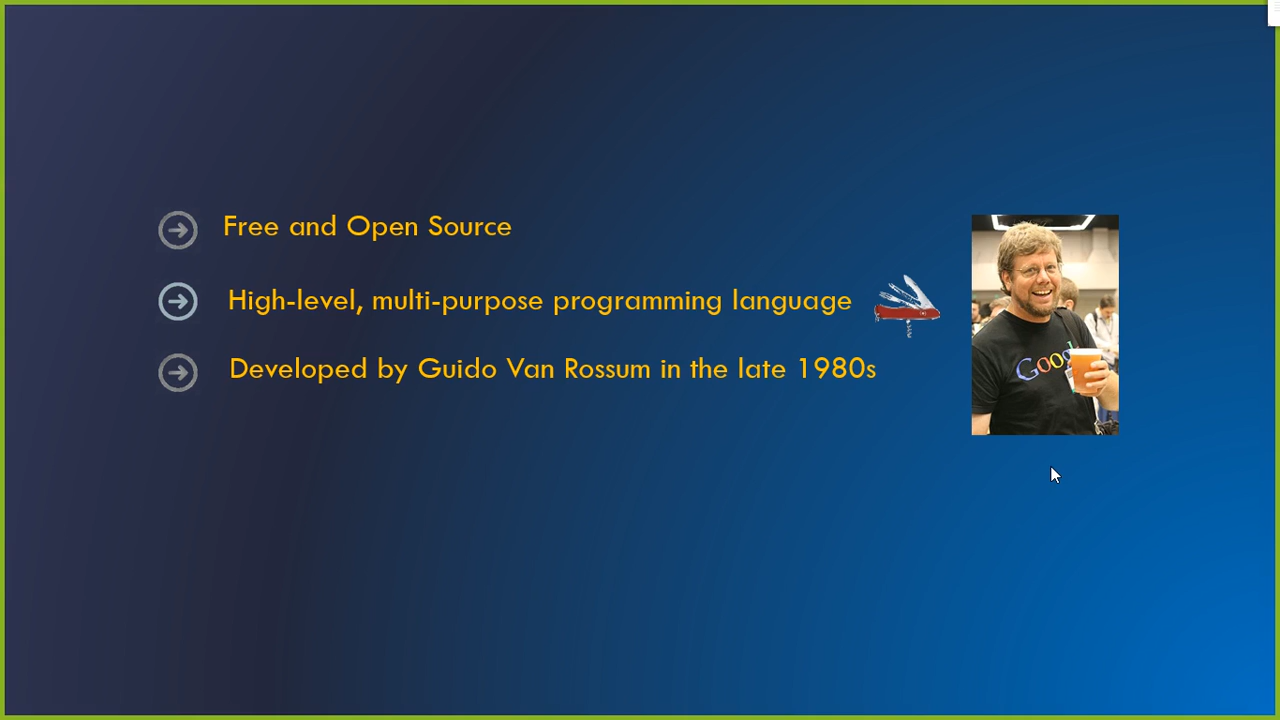 Free and Open Source
High-level, multi-purpose programming language
Developed by Guido Van Rossum in the late 1980s
Goo